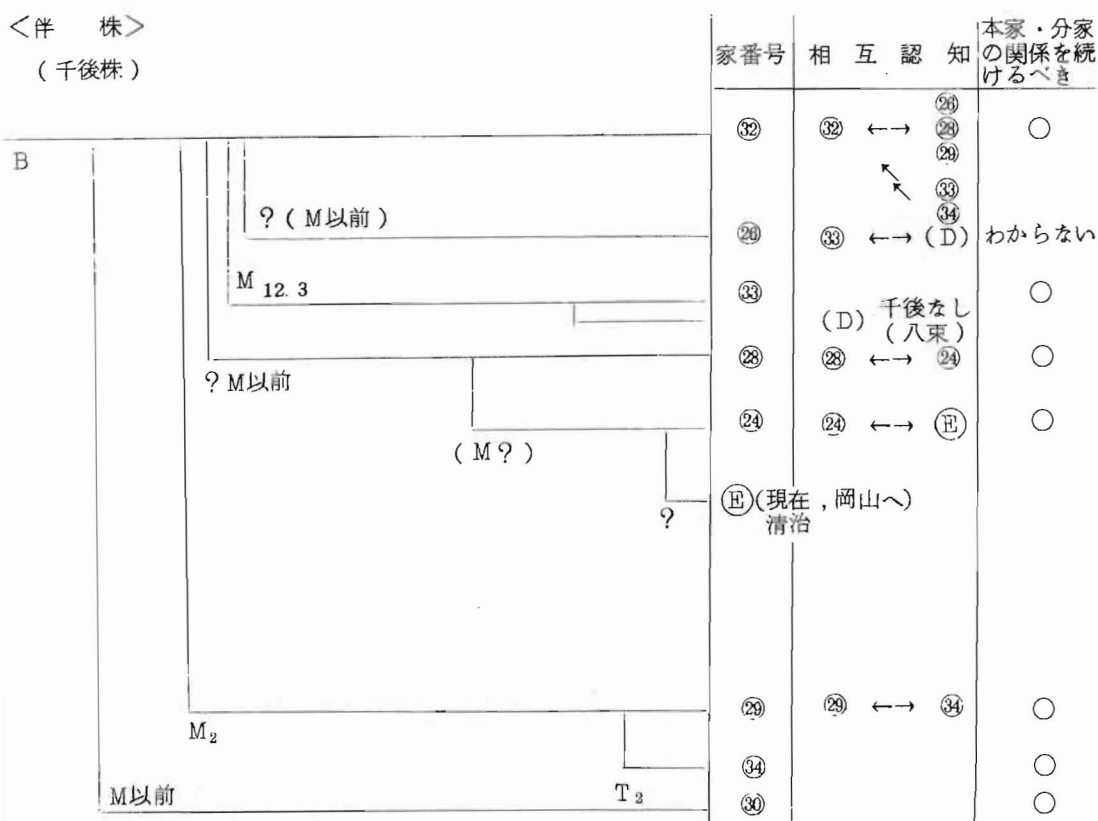 ＜伴　株＞
（千後株）
家番号　相　互　認　知　本家・分家の関係を続けるべき
B
㉜　㉜　←→　㉖
㉘
㉙
㉝
㉞　○
？（M以前）
㉖　㉝　←→（D）　わからない
M 12.3
㉝　○
（D）　千後なし
（八束）
？M以前
㉘　㉘　←→　㉔　○
（M？）
㉔　㉔　←→　Ⓔ　○
？
Ⓔ（現在，岡山へ）
清治
M2
㉙　㉙　←→　㉞　○
T2
㉞　○
M以前
㉚　○